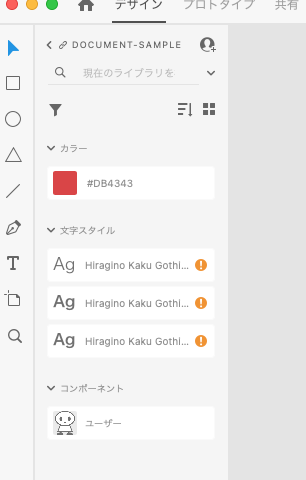 デザイン プロトタイプ 共有
DOCUMENT-SAMPLE
現在のライブラリを
カラー
#DB4343
文字スタイル
Ag Hiragino Kaku Gothi...
Ag Hiragino Kaku Gothi...
Ag Hiragino Kaku Gothi...
コンポーネント
ユーザー